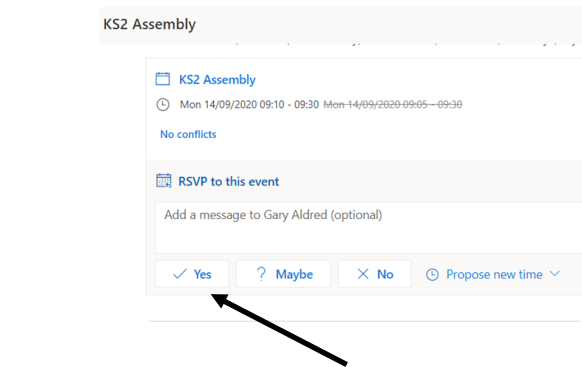 KS2 Assembly
KS2 Assembly
Mon 14/09/2020 09:10 - 09:30 Mon 14/09/2020 09:05 - 09:30
No conflicts
RSVP to this event
Add a message to Gary Aldred (optional)
Yes Maybe No Propose new time